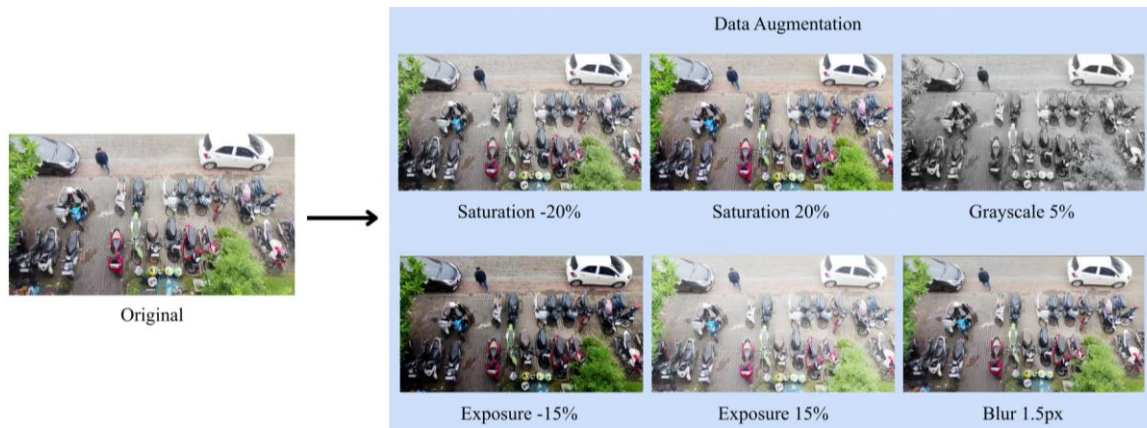 Data Augmentation
Original
Saturation -20%
Saturation 20%
Grayscale 5%
Exposure -15%
Exposure 15%
Blur 1.5px